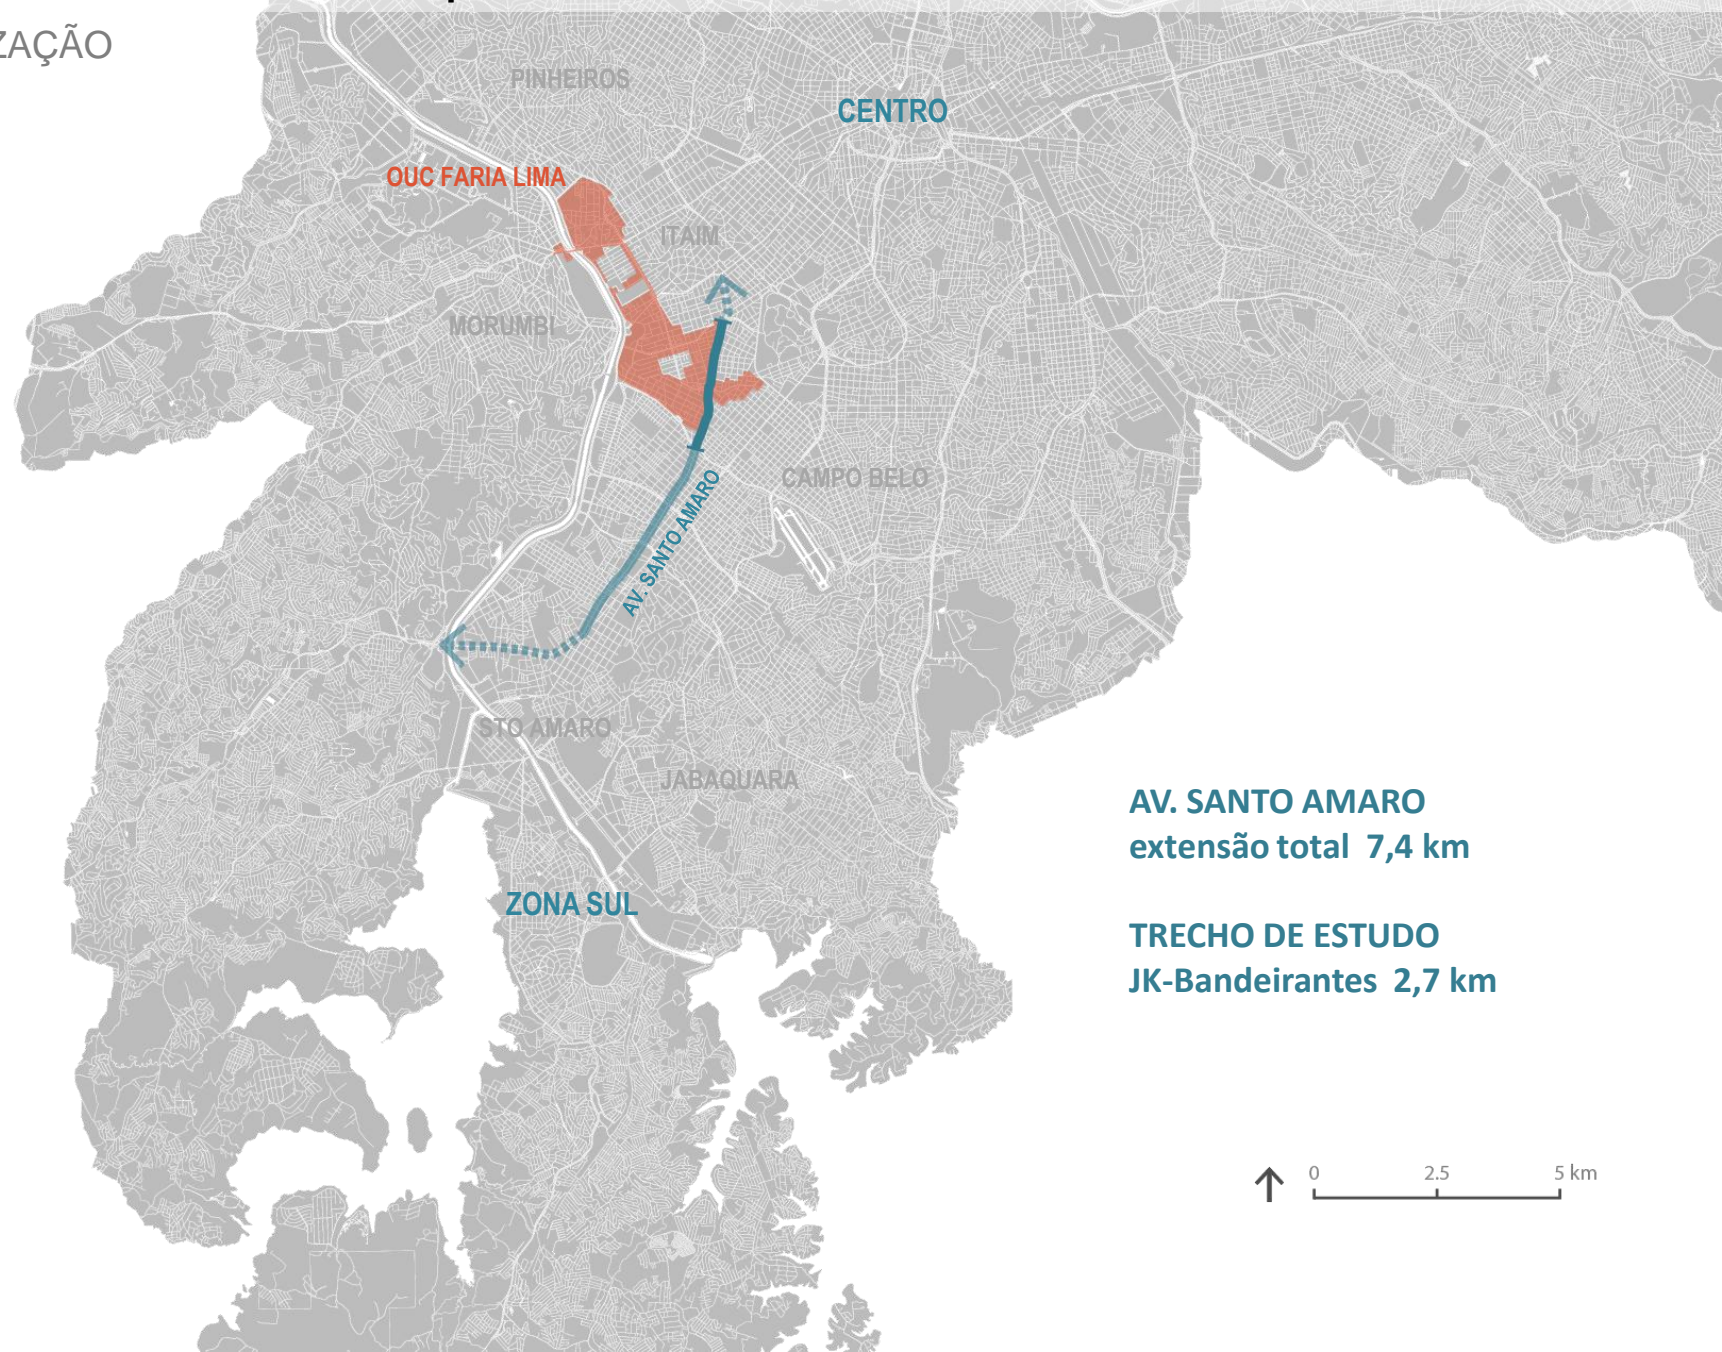 ZAÇÃO
PINHEIROS
CENTRO
OUC FARIA LIMA
ITAIM
MORUMBI
CAMPO BELO
AV. SANTO AMARO
STO AMARO
JABAQUARA
ZONA SUL
AV. SANTO AMARO
extensão total 7,4 km
TRECHO DE ESTUDO
JK-Bandeirantes 2,7 km
0 2.5 5 km